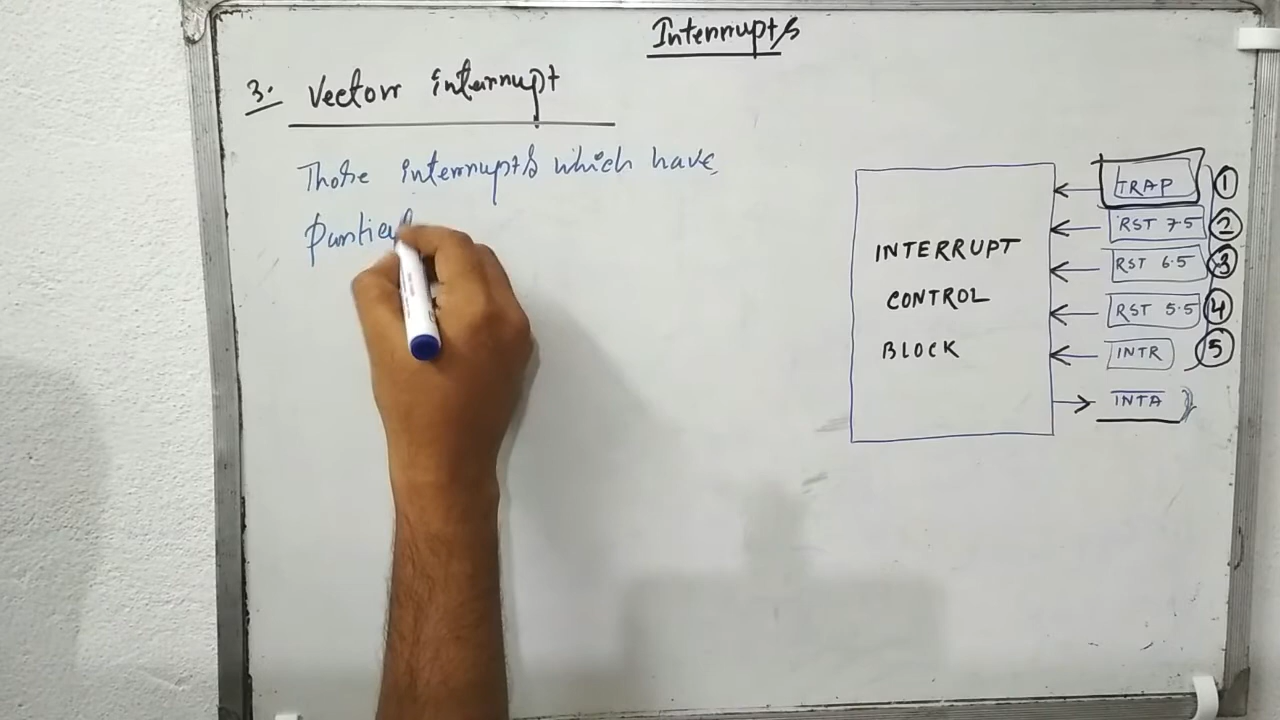 Interrupts
3. Vector interrupt
Those interrupts which have
particul
INTERRUPT
CONTROL
BLOCK
TRAP 1
RST 7.5 2
RST 6.5 3
RST 5.5 4
INTR 5
INTA